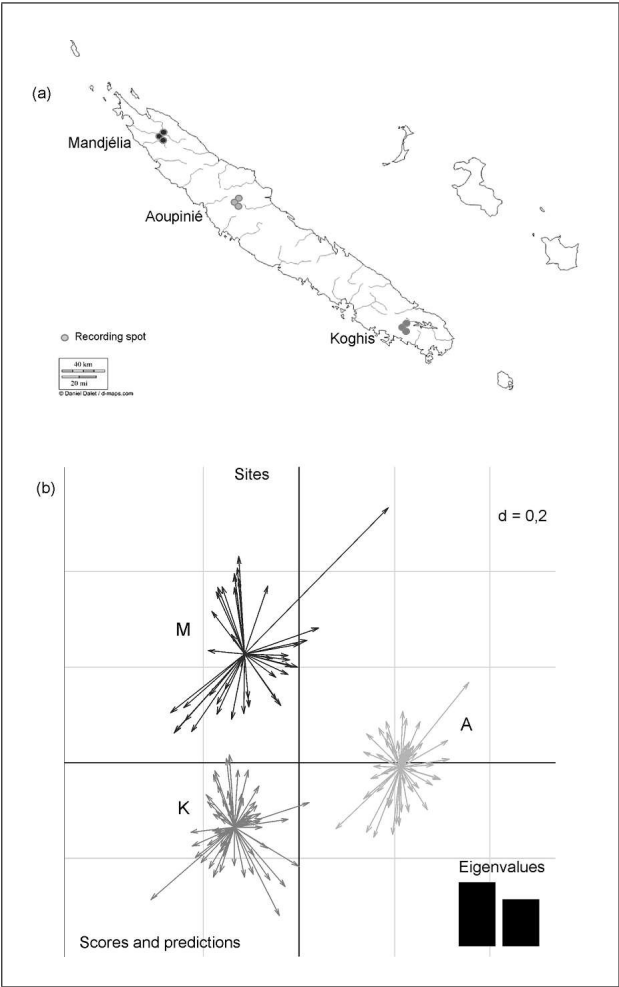 (a)
Mandjélia
Aoupinié
Koghis
Recording spot
40 km
20 mi
© Daniel Dalet / d-maps.com
(b)
Sites
d = 0,2
M
A
K
Eigenvalues
Scores and predictions